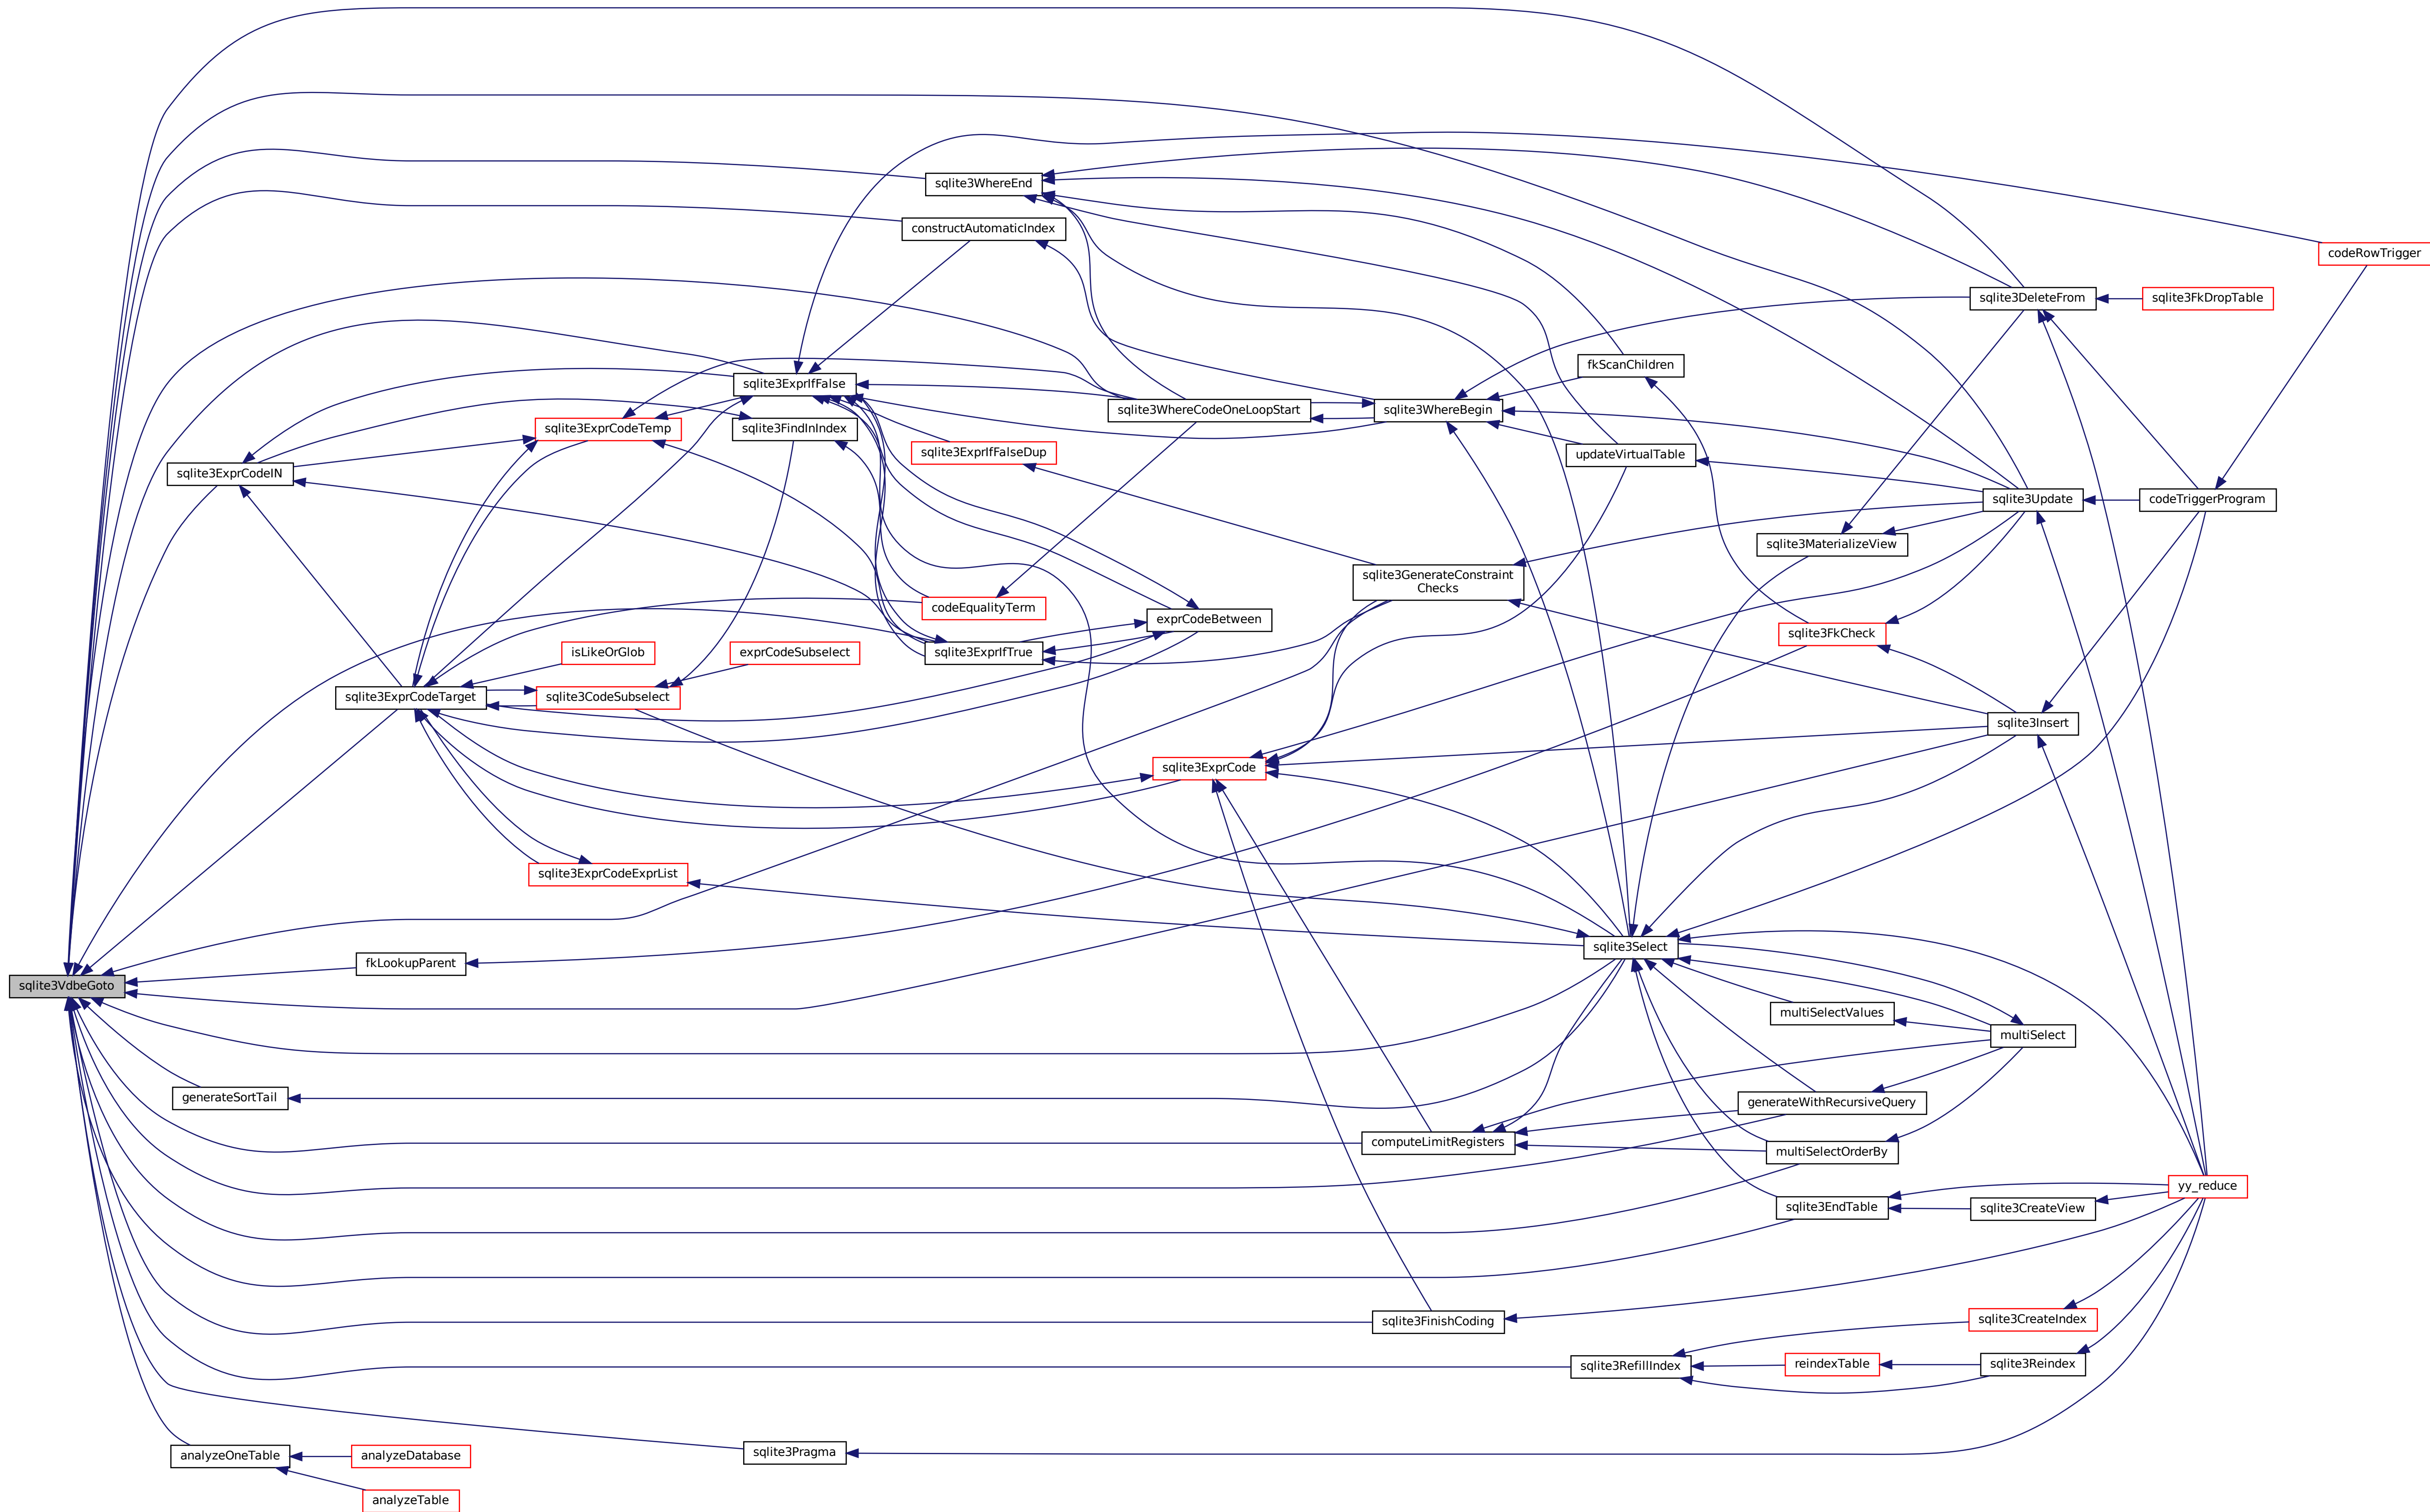 sqlite3WhereEnd
constructAutomaticIndex
codeRowTrigger
sqlite3DeleteFrom
sqlite3FkDropTable
fkScanChildren
sqlite3ExprIfFalse
sqlite3WhereCodeOneLoopStart
sqlite3WhereBegin
sqlite3ExprCodeTemp
sqlite3FindInIndex
sqlite3ExprIfFalseDup
updateVirtualTable
sqlite3ExprCodeIN
sqlite3Update
codeTriggerProgram
sqlite3MaterializeView
sqlite3GenerateConstraint
Checks
codeEqualityTerm
exprCodeBetween
sqlite3FkCheck
isLikeOrGlob
exprCodeSubselect
sqlite3ExprIfTrue
sqlite3ExprCodeTarget
sqlite3CodeSubselect
sqlite3Insert
sqlite3ExprCode
sqlite3ExprCodeExprList
sqlite3Select
fkLookupParent
sqlite3VdbeGoto
multiSelectValues
multiSelect
generateSortTail
generateWithRecursiveQuery
computeLimitRegisters
multiSelectOrderBy
yy_reduce
sqlite3EndTable
sqlite3CreateView
sqlite3FinishCoding
sqlite3CreateIndex
sqlite3RefillIndex
reindexTable
sqlite3Reindex
sqlite3Pragma
analyzeOneTable
analyzeDatabase
analyzeTable